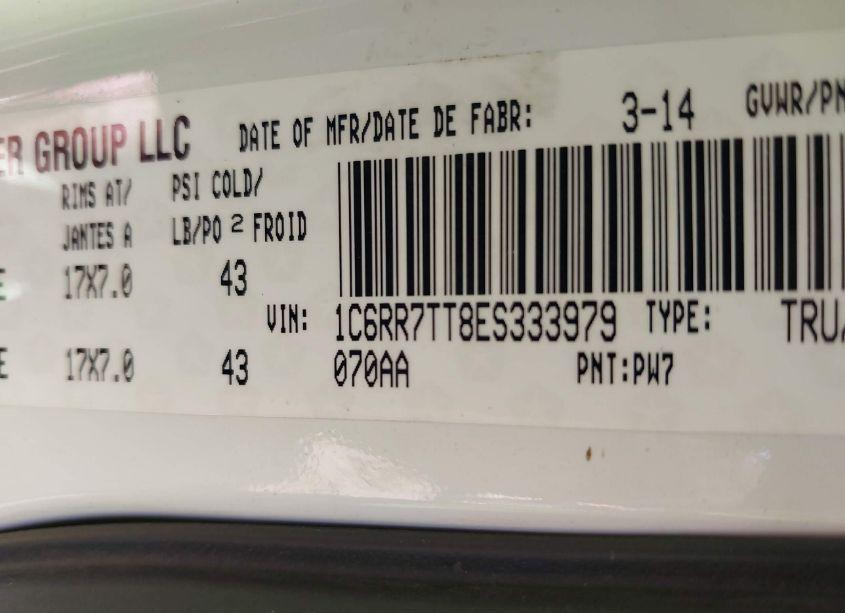 ER GROUP LLC
DATE OF MFR/DATE DE FABR: 3-14 GVWR/PN
RIMS AT/ PSI COLD/
JANTES A LB/PO 2 FROID
E 17X7.0 43
VIN: 1C6RR7TT8ES333979 TYPE: TRU
E 17X7.0 43 070AA PNT:PW7